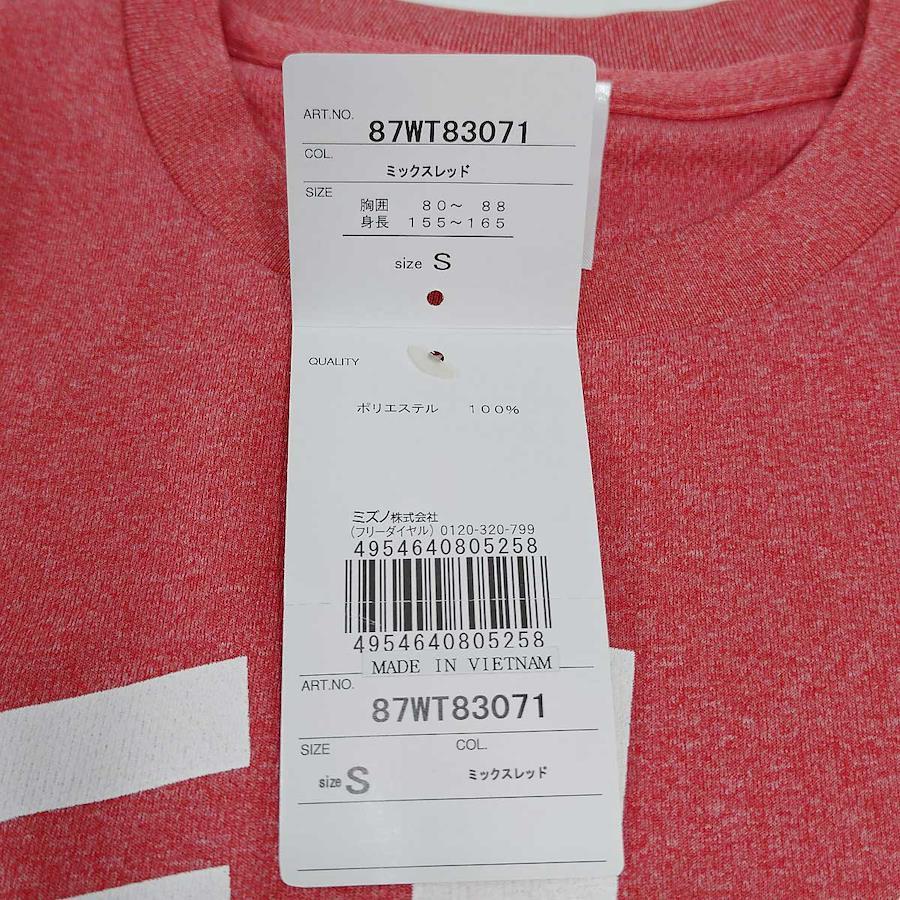 ART.NO.
87WT83071
COL.
ミックスレッド
SIZE
胸囲 80～ 88
身長 155～165
size S
QUALITY
ポリエステル 100%
ミズノ株式会社
(フリーダイヤル) 0120-320-799
4954640805258
4954640805258
MADE IN VIETNAM
ART.NO.
87WT83071
SIZE COL.
size S ミックスレッド